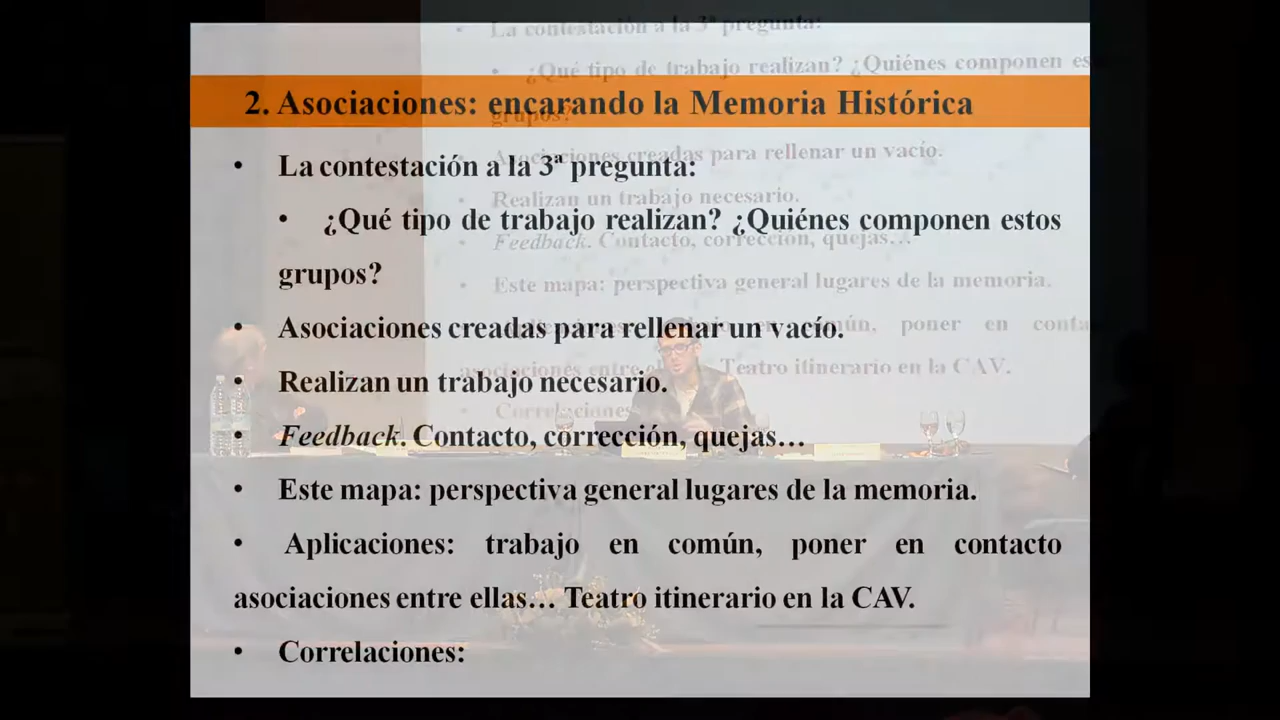 2. Asociaciones: encarando la Memoria Histórica
• La contestación a la 3ª pregunta:
• ¿Qué tipo de trabajo realizan? ¿Quiénes componen estos
grupos?
• Asociaciones creadas para rellenar un vacío.
• Realizan un trabajo necesario.
• Feedback. Contacto, corrección, quejas…
• Este mapa: perspectiva general lugares de la memoria.
• Aplicaciones: trabajo en común, poner en contacto
asociaciones entre ellas… Teatro itinerario en la CAV.
• Correlaciones: